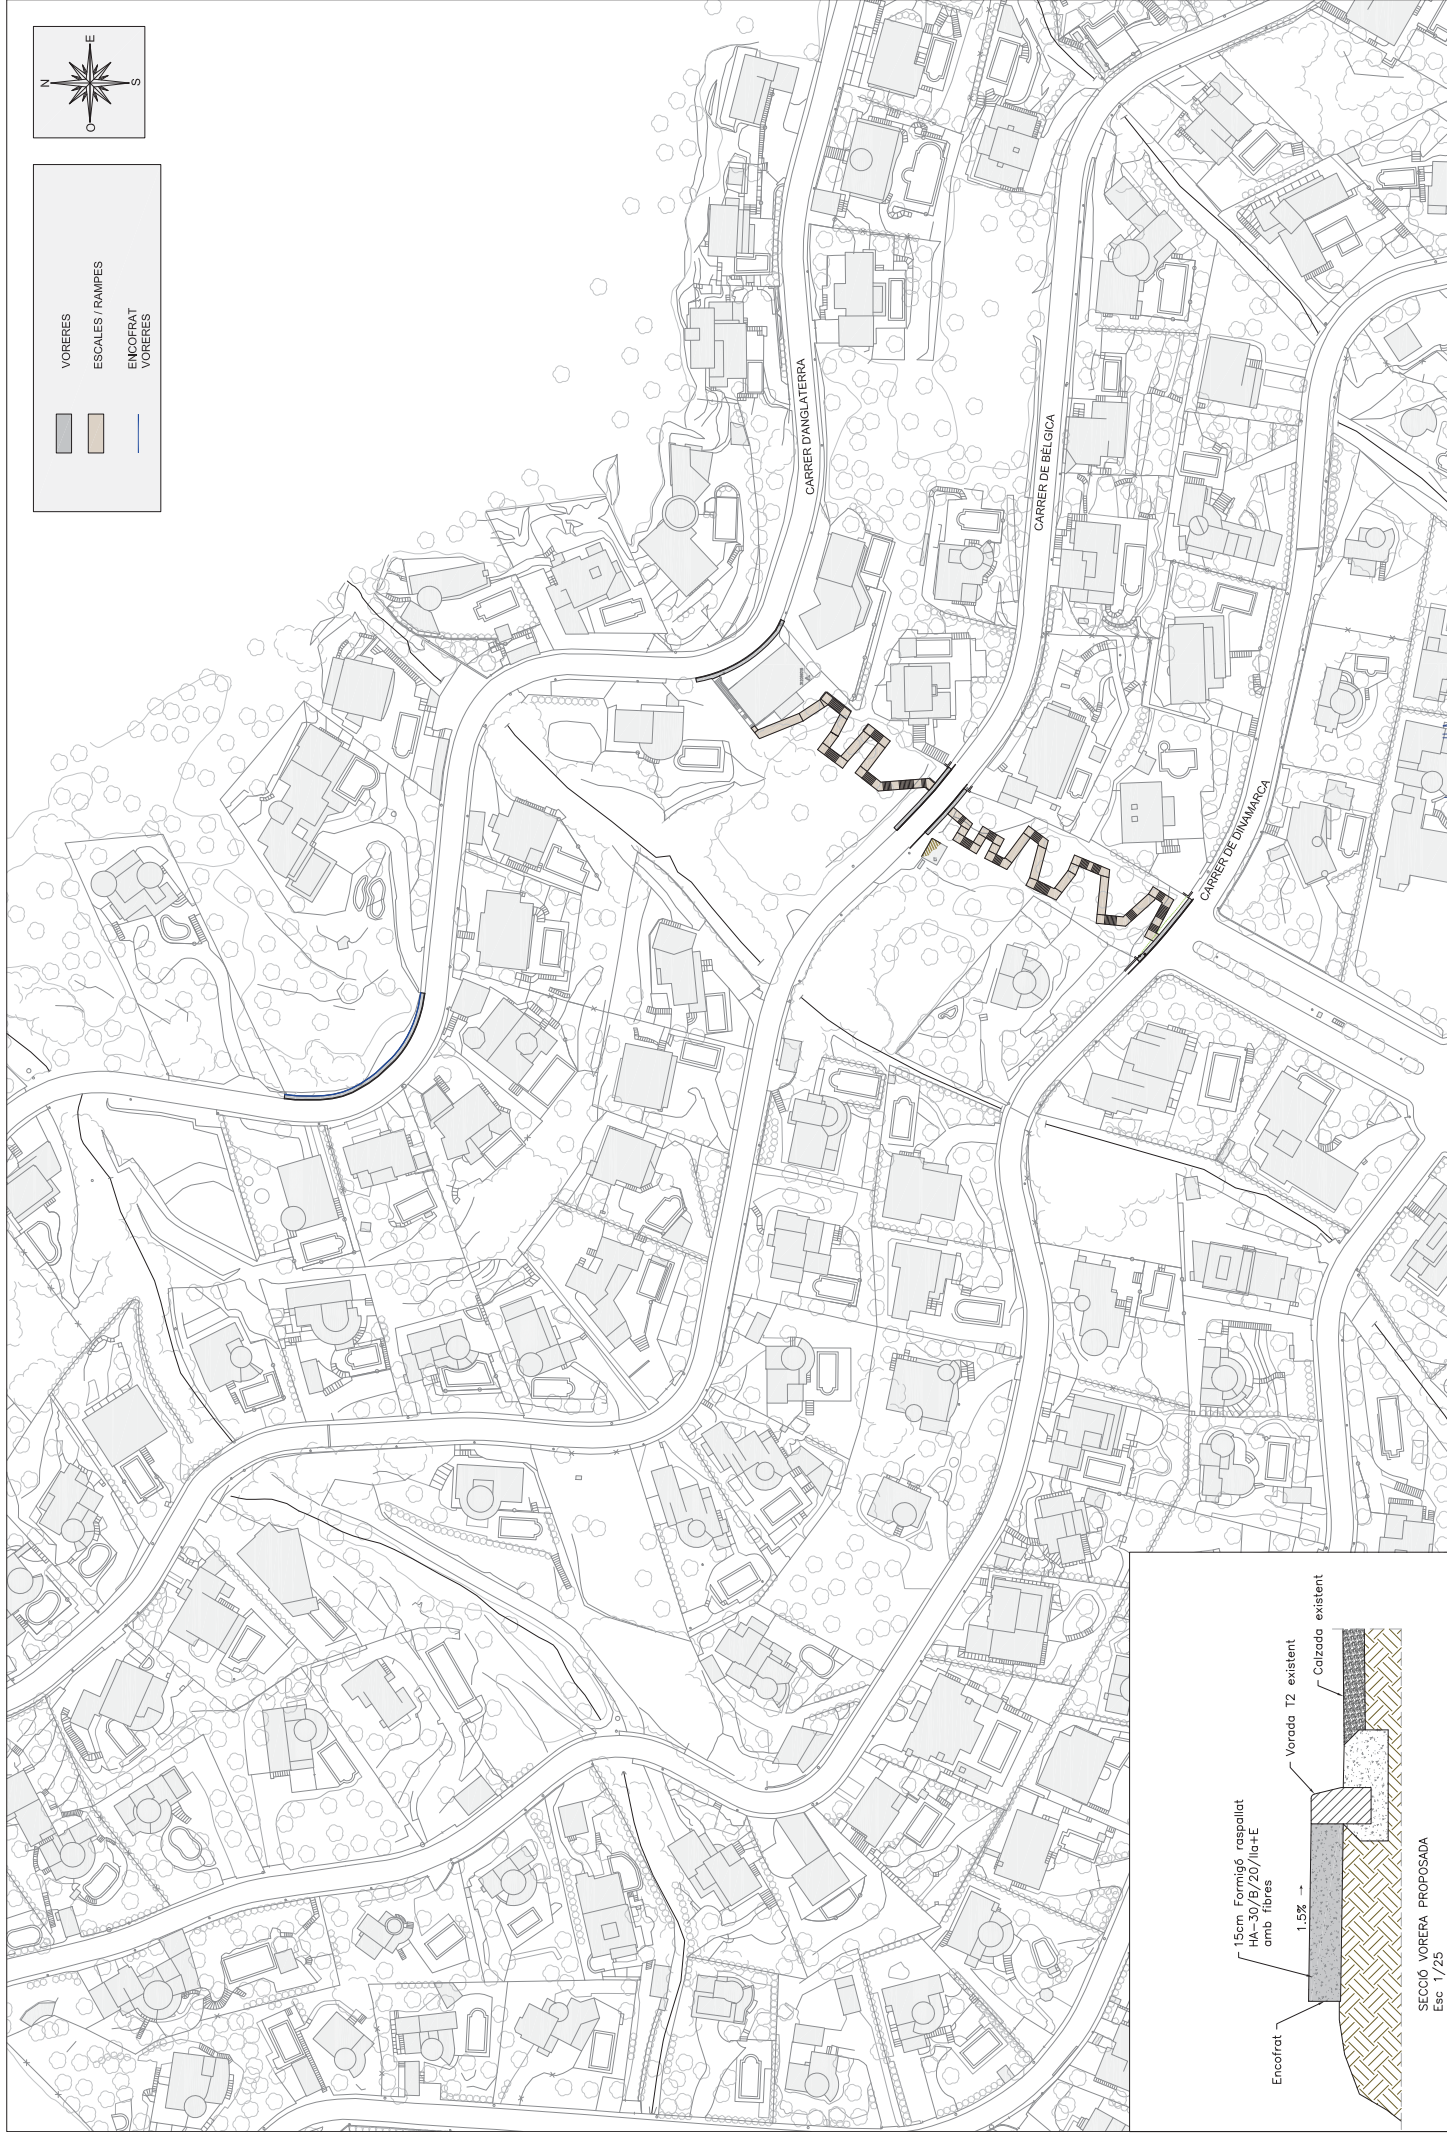 N
E
S
O
VORERES
ESCALES / RAMPES
ENCOFRAT
VORERES
CARRER D'ANGLATERRA
CARRER DE BÈLGICA
CARRER DE DINAMARCA
Encofrat
15cm Formigó raspallat
HA-30/B/20/IIa+E
amb fibres
1.5% →
Vorada T2 existent
Calzada existent
SECCIÓ VORERA PROPOSADA
Esc 1/25